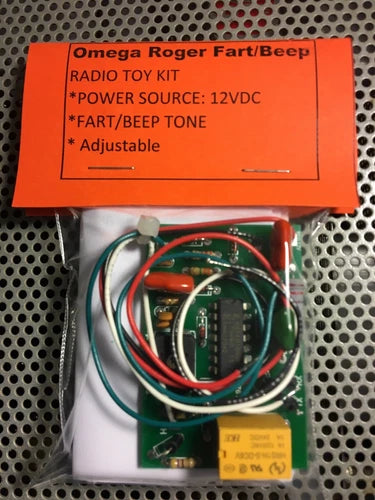 Omega Roger Fart/Beep
RADIO TOY KIT
*POWER SOURCE: 12VDC
*FART/BEEP TONE
* Adjustable